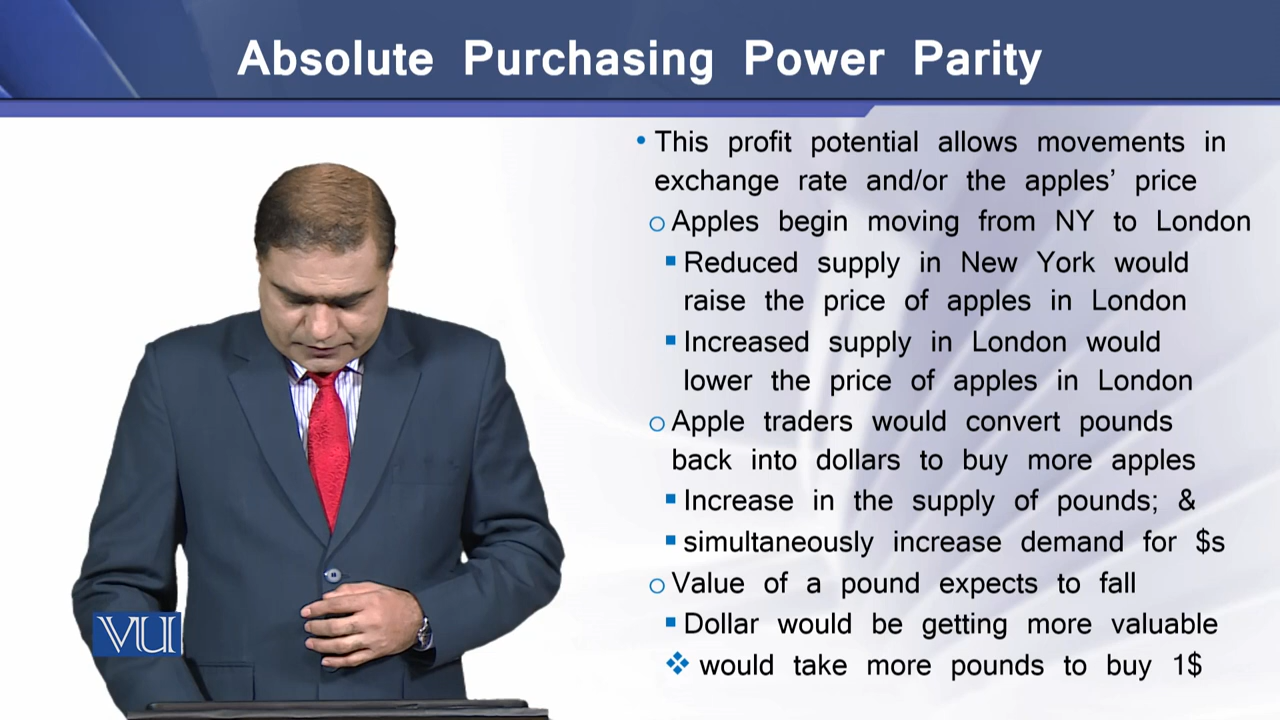 Absolute Purchasing Power Parity
• This profit potential allows movements in
exchange rate and/or the apples’ price
o Apples begin moving from NY to London
▪ Reduced supply in New York would
raise the price of apples in London
▪ Increased supply in London would
lower the price of apples in London
o Apple traders would convert pounds
back into dollars to buy more apples
▪ Increase in the supply of pounds; &
▪ simultaneously increase demand for $s
o Value of a pound expects to fall
▪ Dollar would be getting more valuable
❖ would take more pounds to buy 1$
VU